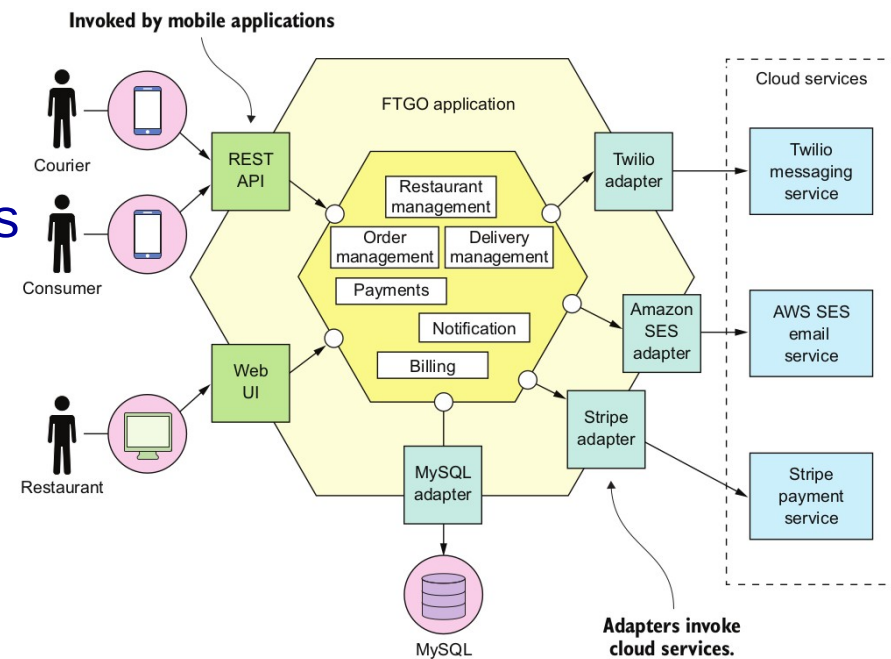 Invoked by mobile applications
Courier
Consumer
Restaurant
s
REST
API
Web
UI
FTGO application
Restaurant
management
Order
management
Delivery
management
Payments
Notification
Billing
MySQL
adapter
MySQL
Twilio
adapter
Amazon
SES
adapter
Stripe
adapter
Cloud services
Twilio
messaging
service
AWS SES
email
service
Stripe
payment
service
Adapters invoke
cloud services.